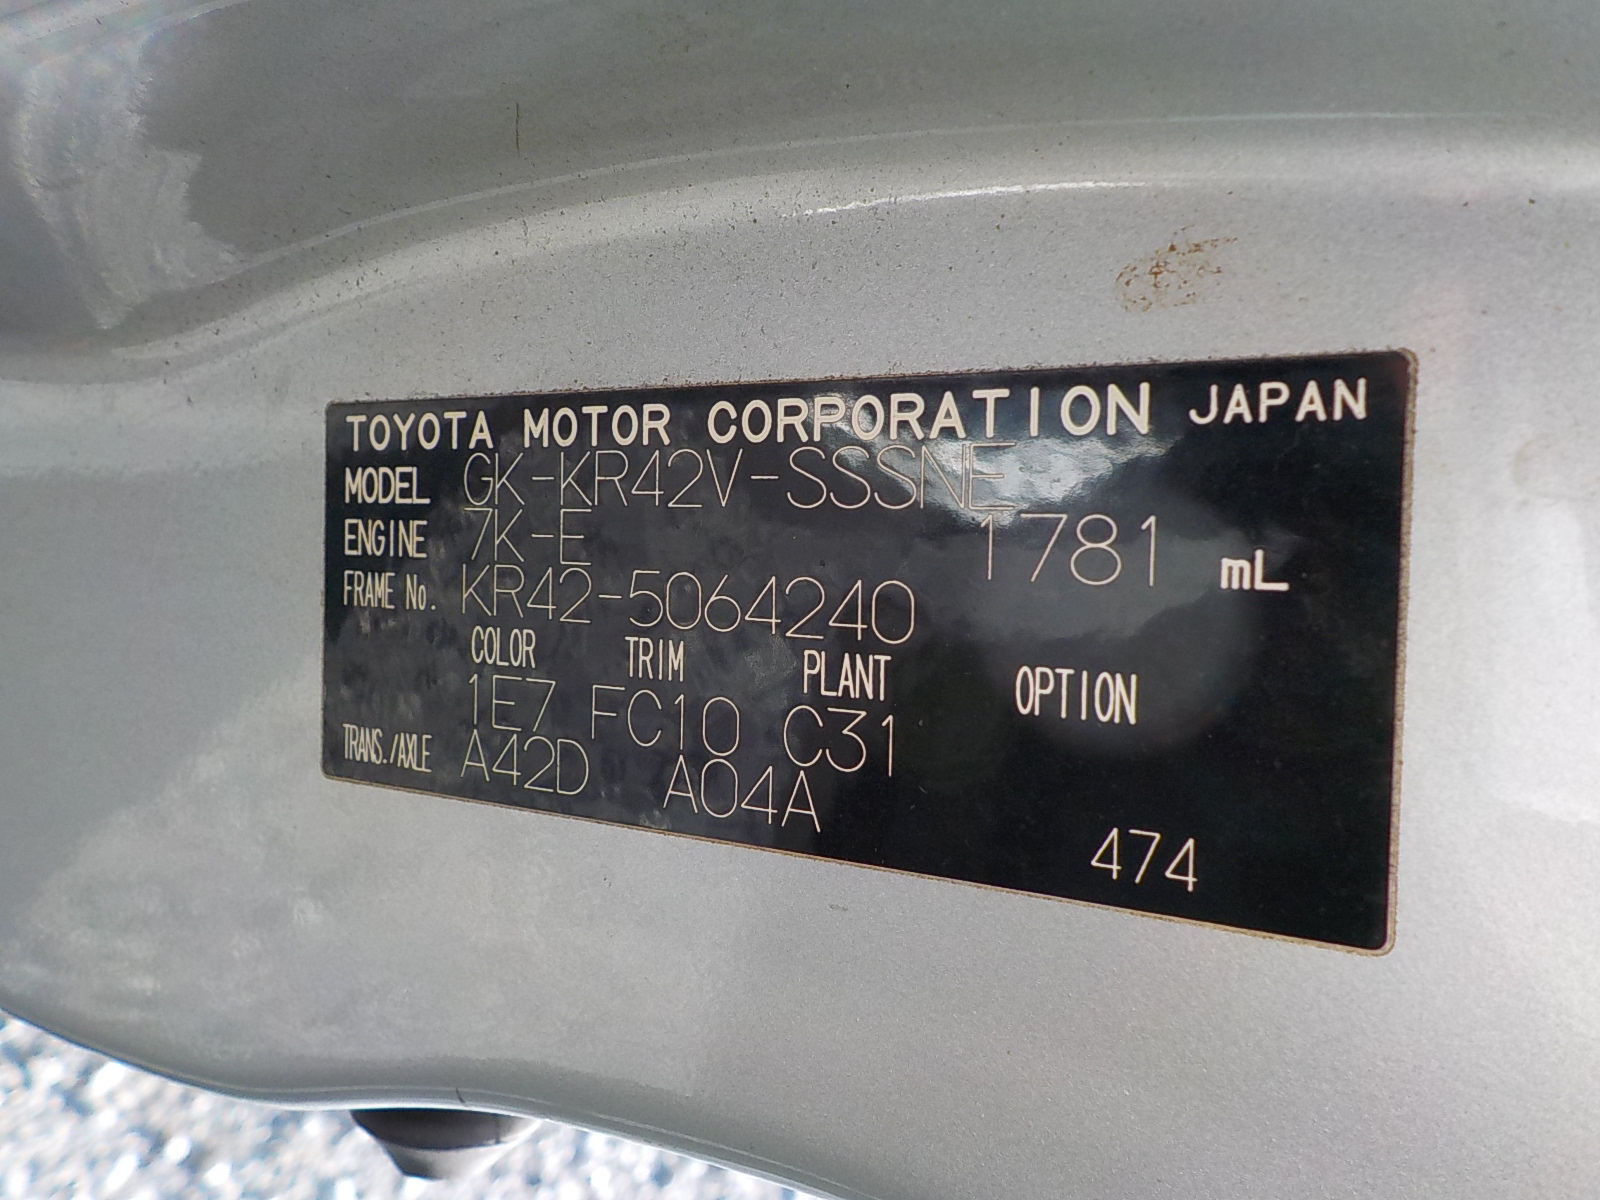 TOYOTA MOTOR CORPORATION JAPAN
MODEL GK-KR42V-SSSNE
ENGINE 7K-E 1781 mL
FRAME No. KR42-5064240
COLOR TRIM PLANT OPTION
1E7 FC10 C31
TRANS./AXLE A42D A04A
474